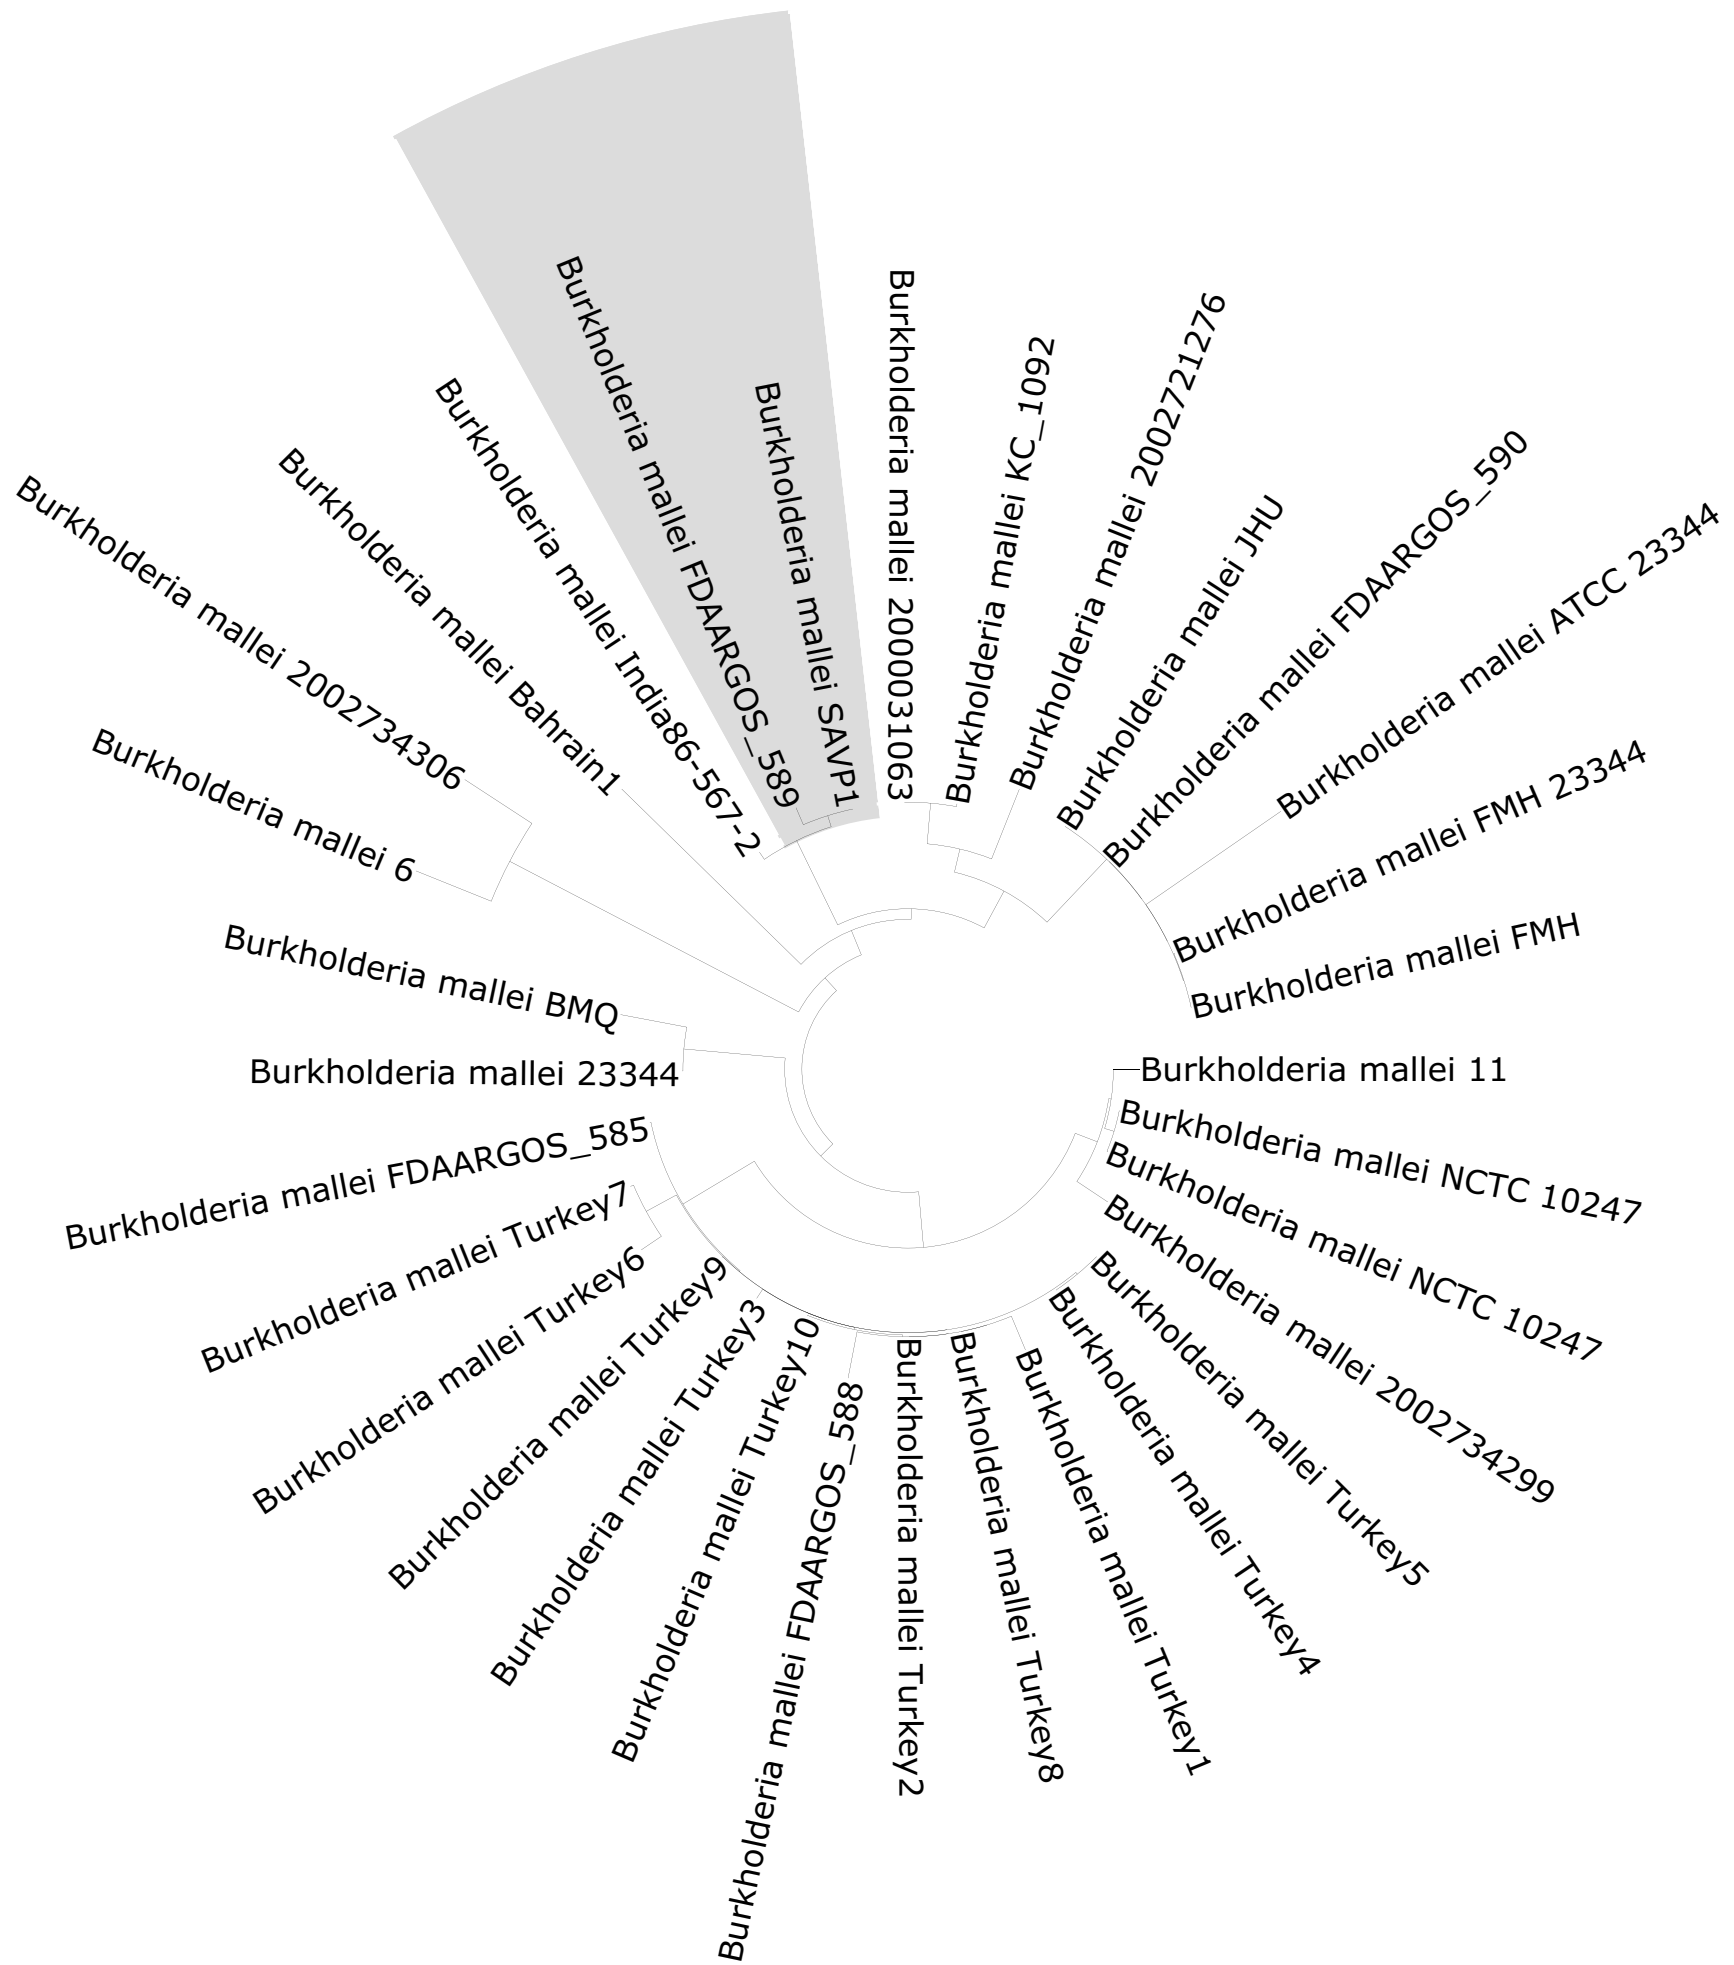 Burkholderia mallei 2000031063
Burkholderia mallei KC_1092
Burkholderia mallei 2002721276
Burkholderia mallei JHU
Burkholderia mallei FDAARGOS_590
Burkholderia mallei ATCC 23344
Burkholderia mallei FMH 23344
Burkholderia mallei FMH
Burkholderia mallei 11
Burkholderia mallei NCTC 10247
Burkholderia mallei NCTC 10247
Burkholderia mallei 2002734299
Burkholderia mallei Turkey5
Burkholderia mallei Turkey4
Burkholderia mallei Turkey1
Burkholderia mallei Turkey8
Burkholderia mallei Turkey2
Burkholderia mallei FDAARGOS_588
Burkholderia mallei Turkey10
Burkholderia mallei Turkey3
Burkholderia mallei Turkey9
Burkholderia mallei Turkey6
Burkholderia mallei Turkey7
Burkholderia mallei FDAARGOS_585
Burkholderia mallei 23344
Burkholderia mallei BMQ
Burkholderia mallei 6
Burkholderia mallei 2002734306
Burkholderia mallei Bahrain1
Burkholderia mallei India86-567-2
Burkholderia mallei FDAARGOS_589
Burkholderia mallei SAVP1